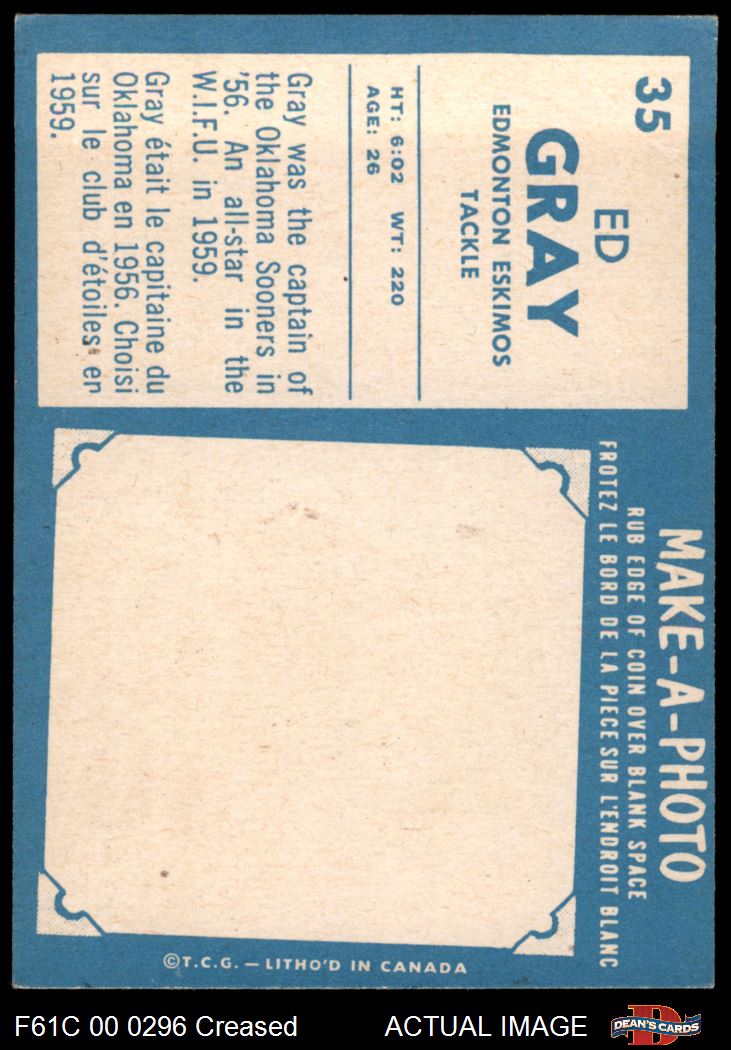 35
ED
GRAY
EDMONTON ESKIMOS
TACKLE
HT: 6:02 WT: 220
AGE: 26
Gray was the captain of
the Oklahoma Sooners in
'56. An all-star in the
W.I.F.U. in 1959.
Gray était le capitaine du
Oklahoma en 1956. Choisi
sur le club d'étoiles en
1959.
MAKE-A-PHOTO
RUB EDGE OF COIN OVER BLANK SPACE
FROTEZ LE BORD DE LA PIECE SUR L'ENDROIT BLANC
©T.C.G. — LITHO'D IN CANADA
F61C 00 0296 Creased
ACTUAL IMAGE
D
DEAN'S CARDS